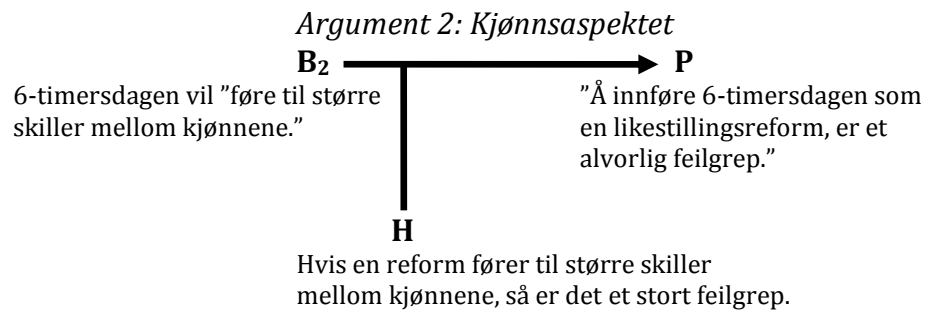 Argument 2: Kjønnsaspektet
B2 P
6-timersdagen vil ”føre til større
skiller mellom kjønnene.”
”Å innføre 6-timersdagen som
en likestillingsreform, er et
alvorlig feilgrep.”
H
Hvis en reform fører til større skiller
mellom kjønnene, så er det et stort feilgrep.